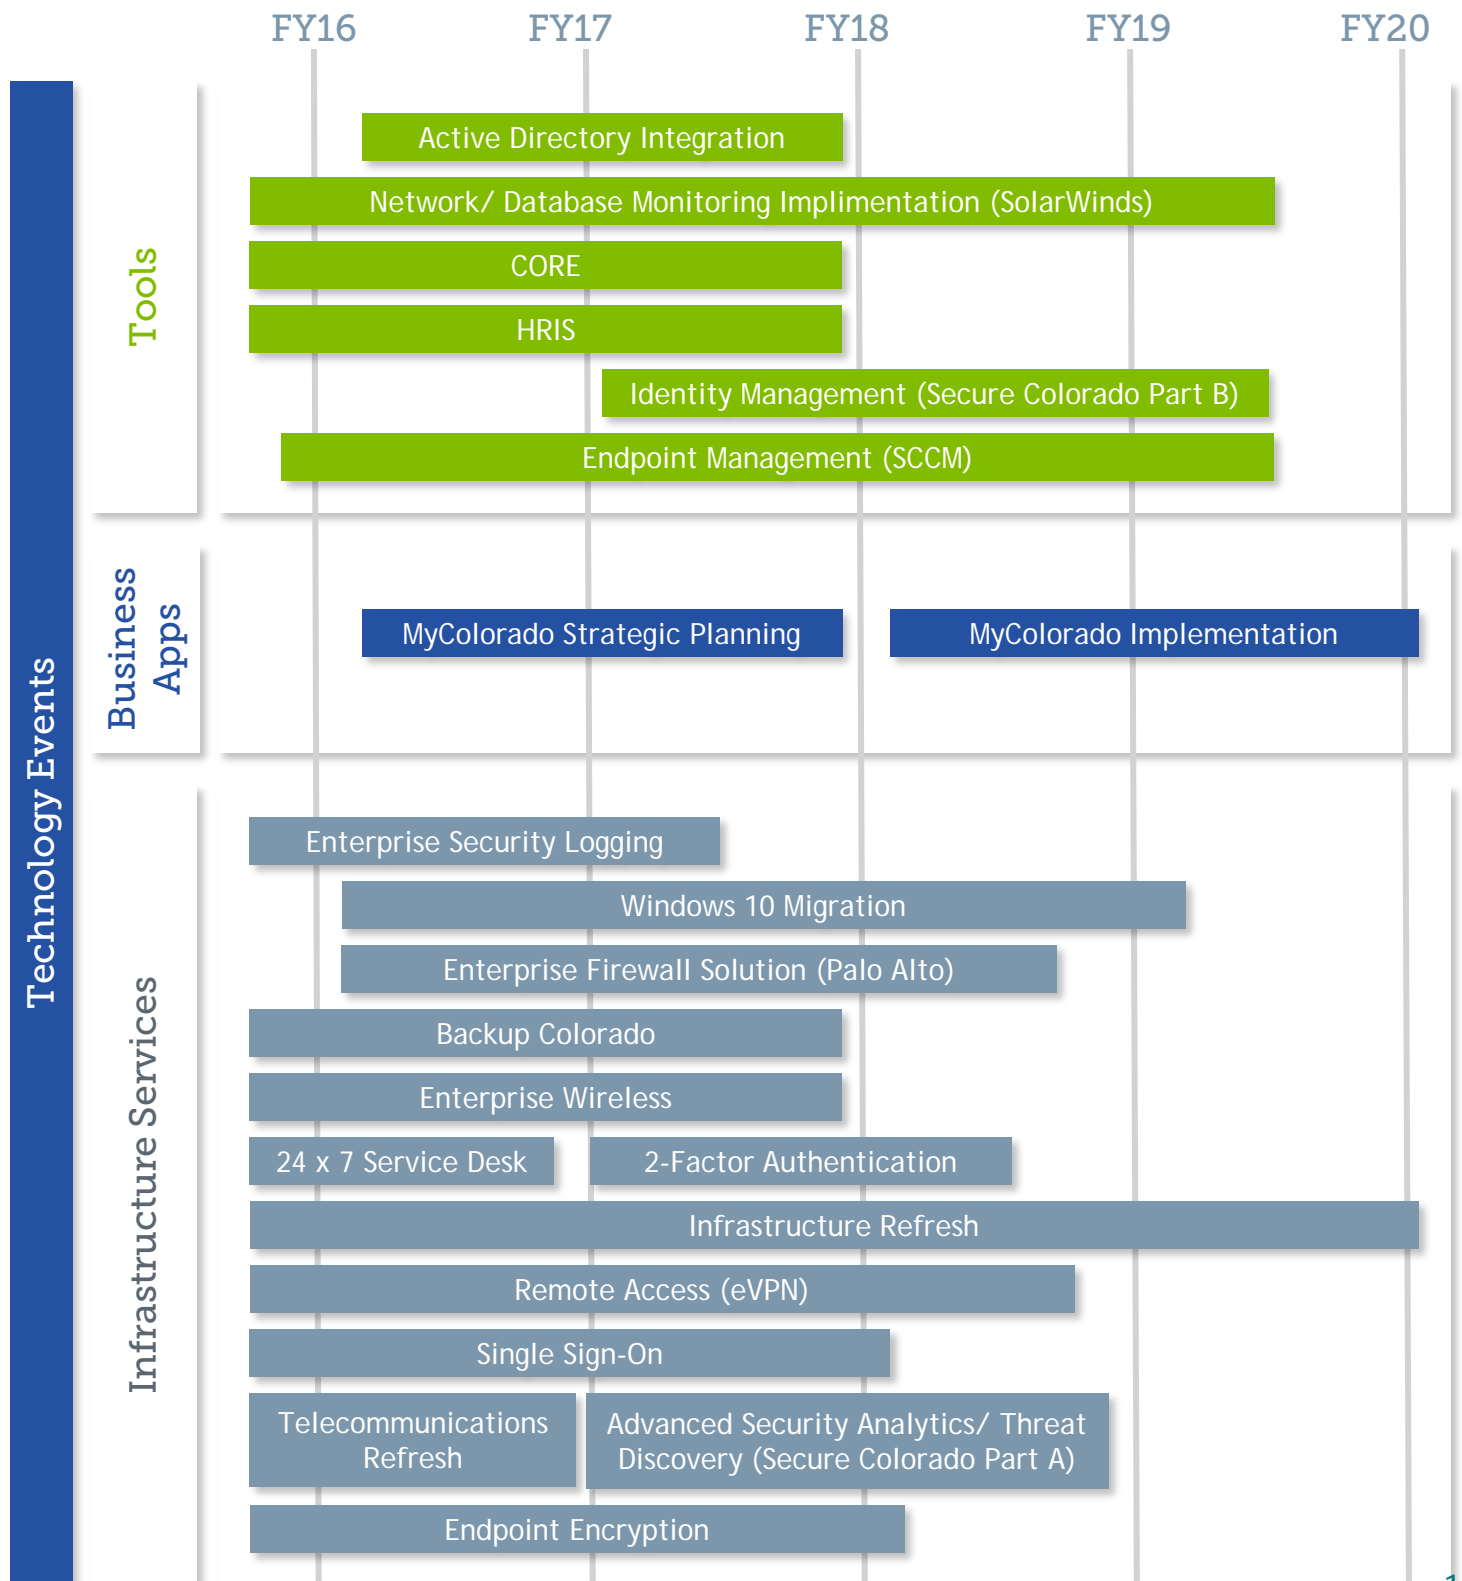 FY16 FY17 FY18 FY19 FY20
Technology Events
Tools
Active Directory Integration
Network/ Database Monitoring Implimentation (SolarWinds)
CORE
HRIS
Identity Management (Secure Colorado Part B)
Endpoint Management (SCCM)
Business
Apps
MyColorado Strategic Planning
MyColorado Implementation
Infrastructure Services
Enterprise Security Logging
Windows 10 Migration
Enterprise Firewall Solution (Palo Alto)
Backup Colorado
Enterprise Wireless
24 x 7 Service Desk
2-Factor Authentication
Infrastructure Refresh
Remote Access (eVPN)
Single Sign-On
Telecommunications
Refresh
Advanced Security Analytics/ Threat
Discovery (Secure Colorado Part A)
Endpoint Encryption